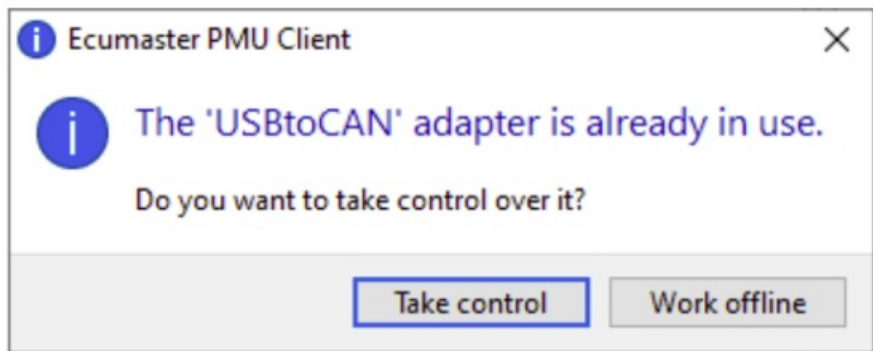 Ecumaster PMU Client
The 'USBtoCAN' adapter is already in use.
Do you want to take control over it?
Take control
Work offline